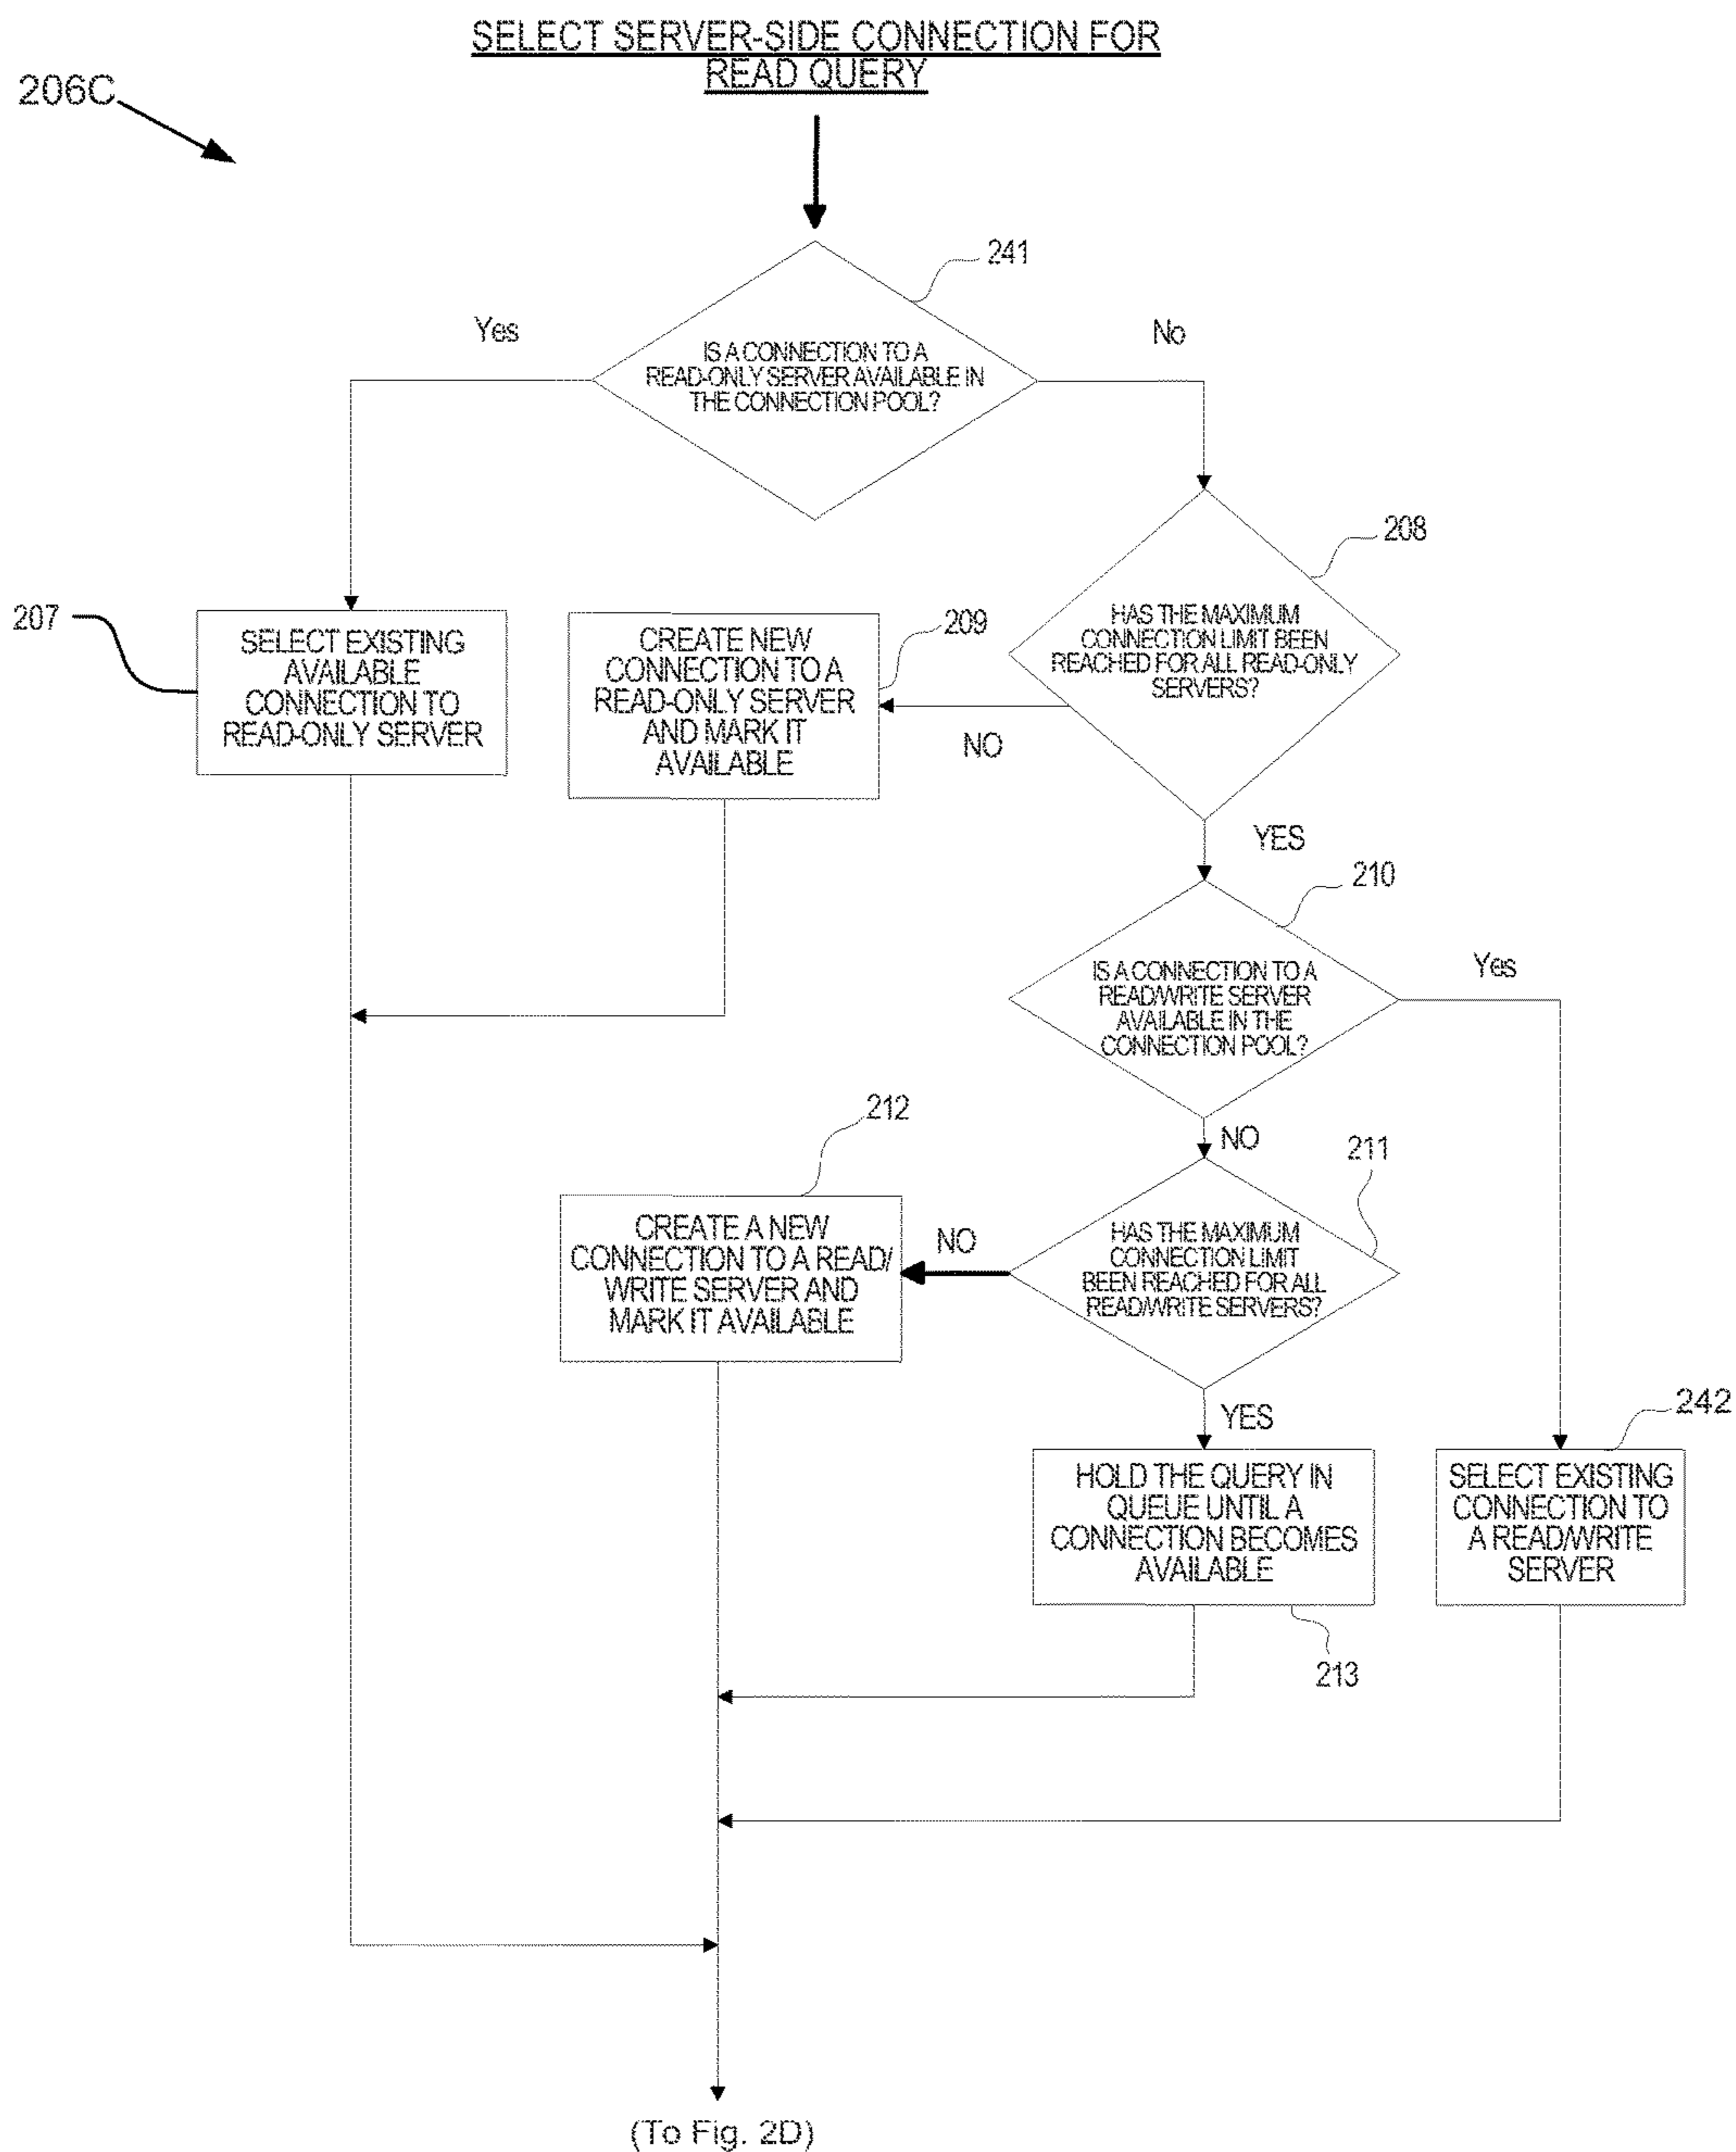 SELECT SERVER-SIDE CONNECTION FOR
READ QUERY
206C
241
Yes
No
IS A CONNECTION TO A
READ-ONLY SERVER AVAILABLE IN
THE CONNECTION POOL?
208
HAS THE MAXIMUM
CONNECTION LIMIT BEEN
REACHED FOR ALL READ-ONLY
SERVERS?
207
SELECT EXISTING
AVAILABLE
CONNECTION TO
READ-ONLY SERVER
209
CREATE NEW
CONNECTION TO A
READ-ONLY SERVER
AND MARK IT
AVAILABLE
NO
YES
210
IS A CONNECTION TO A
READ/WRITE SERVER
AVAILABLE IN THE
CONNECTION POOL?
Yes
NO
211
212
CREATE A NEW
CONNECTION TO A READ/
WRITE SERVER AND
MARK IT AVAILABLE
NO
HAS THE MAXIMUM
CONNECTION LIMIT
BEEN REACHED FOR ALL
READ/WRITE SERVERS?
YES
242
HOLD THE QUERY IN
QUEUE UNTIL A
CONNECTION BECOMES
AVAILABLE
SELECT EXISTING
CONNECTION TO
A READ/WRITE
SERVER
213
(To Fig. 2D)